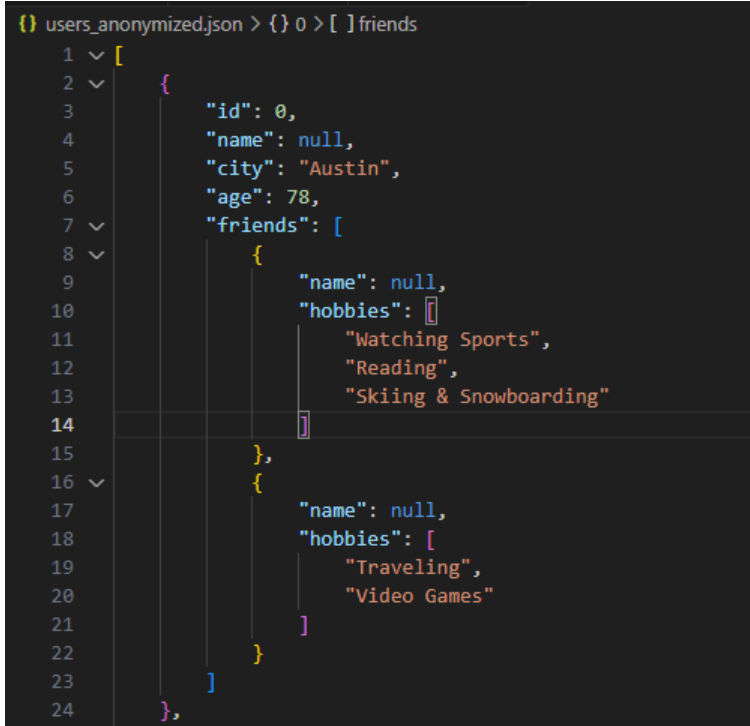 {} users_anonymized.json > {} 0 > [ ] friends
1 [
2 {
3 "id": 0,
4 "name": null,
5 "city": "Austin",
6 "age": 78,
7 "friends": [
8 {
9 "name": null,
10 "hobbies": [
11 "Watching Sports",
12 "Reading",
13 "Skiing & Snowboarding"
14 ]
15 },
16 {
17 "name": null,
18 "hobbies": [
19 "Traveling",
20 "Video Games"
21 ]
22 }
23 ]
24 },